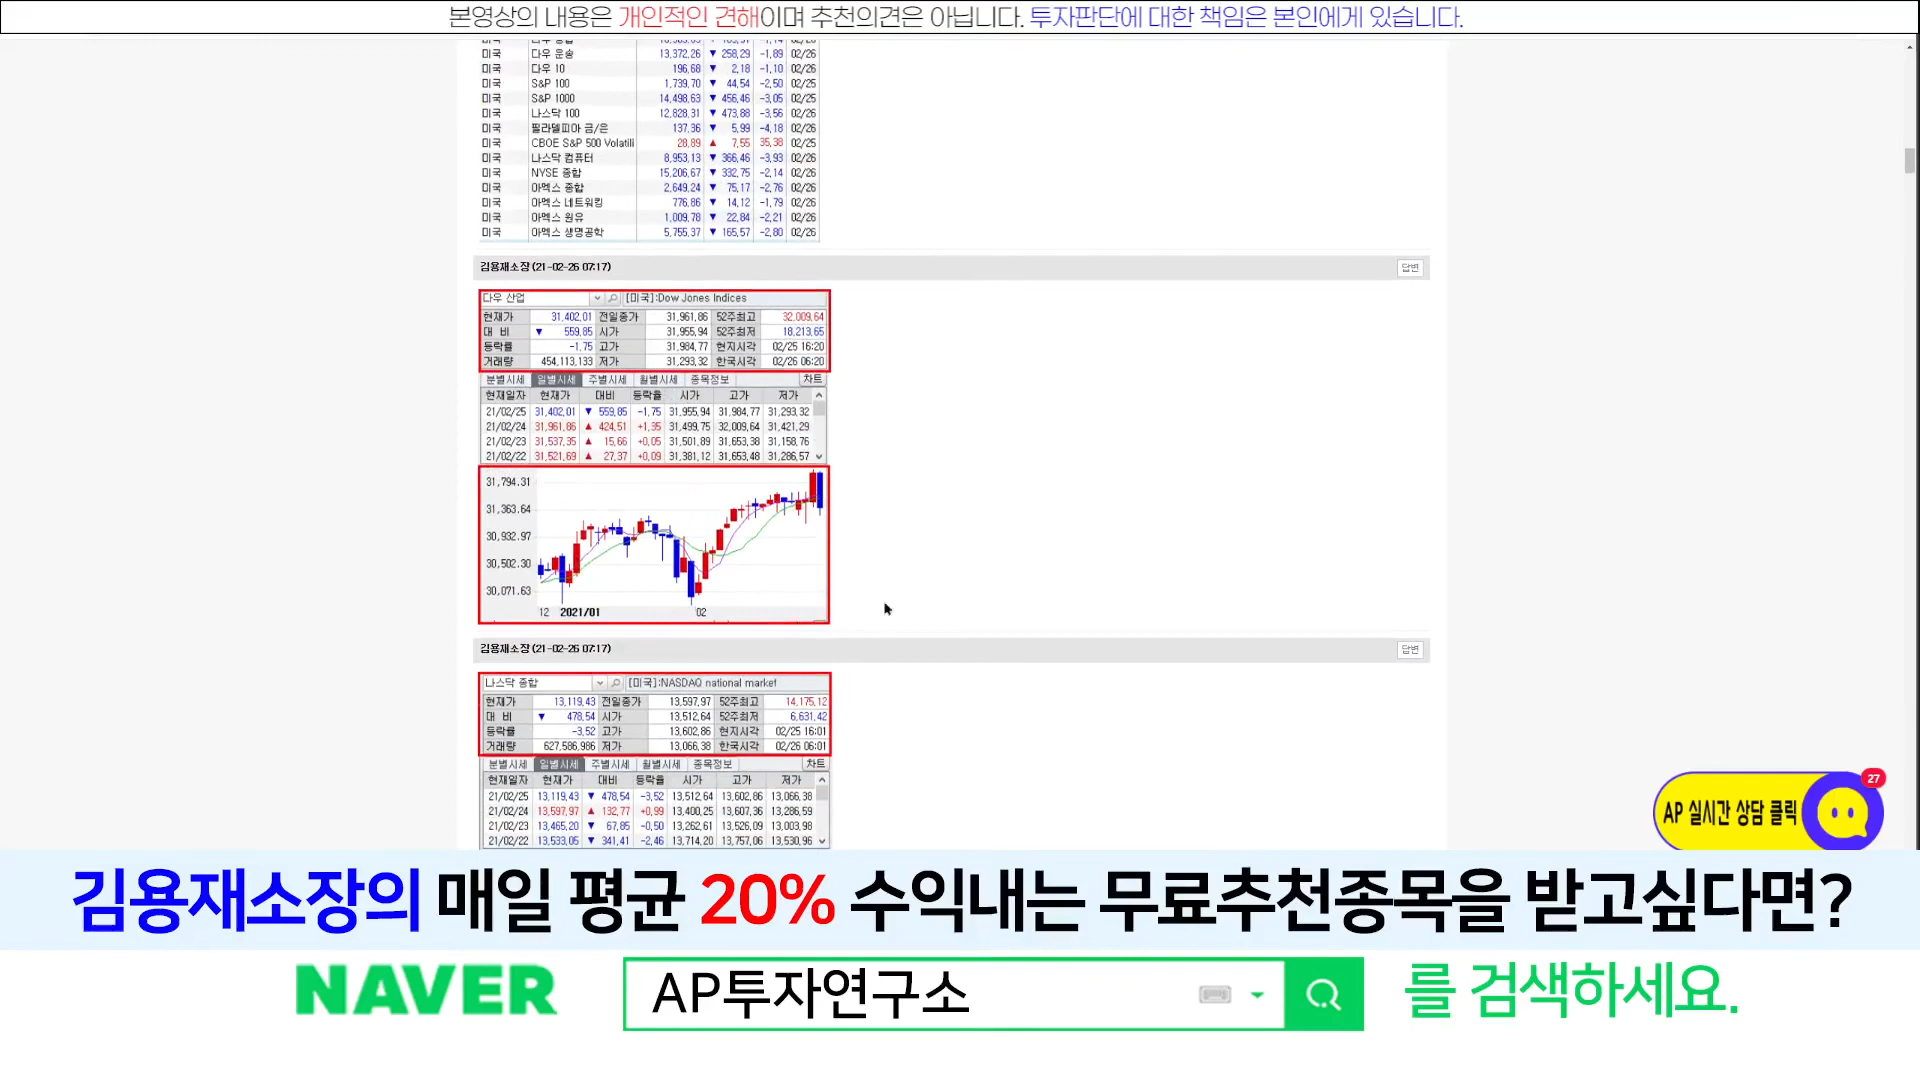 본영상의 내용은 개인적인 견해이며 추천의견은 아닙니다. 투자판단에 대한 책임은 본인에게 있습니다.
미국 다우 운송 13,372,26 ▼ 258,29 -1,89 02/26
미국 다우 10 196,68 ▼ 2,18 -1,10 02/26
미국 S&P 100 1,739,70 ▼ 44,54 -2,50 02/25
미국 S&P 1000 14,498,63 ▼ 456,46 -3,05 02/25
미국 나스닥 100 12,828,31 ▼ 473,88 -3,56 02/26
미국 필라델피아 금/은 137,36 ▼ 5,99 -4,18 02/26
미국 CBOE S&P 500 Volatili 28,89 ▲ 7,55 35,38 02/25
미국 나스닥 컴퓨터 8,953,13 ▼ 366,46 -3,93 02/26
미국 NYSE 종합 15,206,67 ▼ 332,75 -2,14 02/26
미국 아멕스 종합 2,649,24 ▼ 75,17 -2,76 02/26
미국 아멕스 네트워킹 776,86 ▼ 14,12 -1,79 02/26
미국 아멕스 원유 1,009,78 ▼ 22,84 -2,21 02/26
미국 아멕스 생명공학 5,755,37 ▼ 165,57 -2,80 02/26
김용재소장 (21-02-26 07:17) 답변
다우 산업 [미국]:Dow Jones Indices
현재가 31,402,01 전일종가 31,961,86 52주최고 32,009,64
대 비 ▼ 559,85 시가 31,955,94 52주최저 18,213,65
등락률 -1,75 고가 31,984,77 현지시각 02/25 16:20
거래량 454,113,133 저가 31,293,32 한국시각 02/26 06:20
분별시세 일별시세 주별시세 월별시세 종목정보 차트
현재일자 현재가 대비 등락률 시가 고가 저가
21/02/25 31,402,01 ▼ 559,85 -1,75 31,955,94 31,984,77 31,293,32
21/02/24 31,961,86 ▲ 424,51 +1,35 31,499,75 32,009,64 31,421,29
21/02/23 31,537,35 ▲ 15,66 +0,05 31,501,89 31,653,38 31,158,76
21/02/22 31,521,69 ▲ 27,37 +0,09 31,381,12 31,653,48 31,286,57
31,794.31
31,363.64
30,932.97
30,502.30
30,071.63
12 2021/01 02
김용재소장 (21-02-26 07:17) 답변
나스닥 종합 [미국]:NASDAQ national market
현재가 13,119,43 전일종가 13,597,97 52주최고 14,175,12
대 비 ▼ 478,54 시가 13,512,64 52주최저 6,631,42
등락률 -3,52 고가 13,602,86 현지시각 02/25 16:01
거래량 627,586,986 저가 13,066,38 한국시각 02/26 06:01
분별시세 일별시세 주별시세 월별시세 종목정보 차트
현재일자 현재가 대비 등락률 시가 고가 저가
21/02/25 13,119,43 ▼ 478,54 -3,52 13,512,64 13,602,86 13,066,38
21/02/24 13,597,97 ▲ 132,77 +0,99 13,400,25 13,607,36 13,286,59
21/02/23 13,465,20 ▼ 67,85 -0,50 13,262,61 13,526,09 13,003,98
21/02/22 13,533,05 ▼ 341,41 -2,46 13,714,20 13,757,06 13,530,96
AP 실시간 상담 클릭 27
김용재소장의 매일 평균 20% 수익내는 무료추천종목을 받고싶다면?
NAVER AP투자연구소 를 검색하세요.